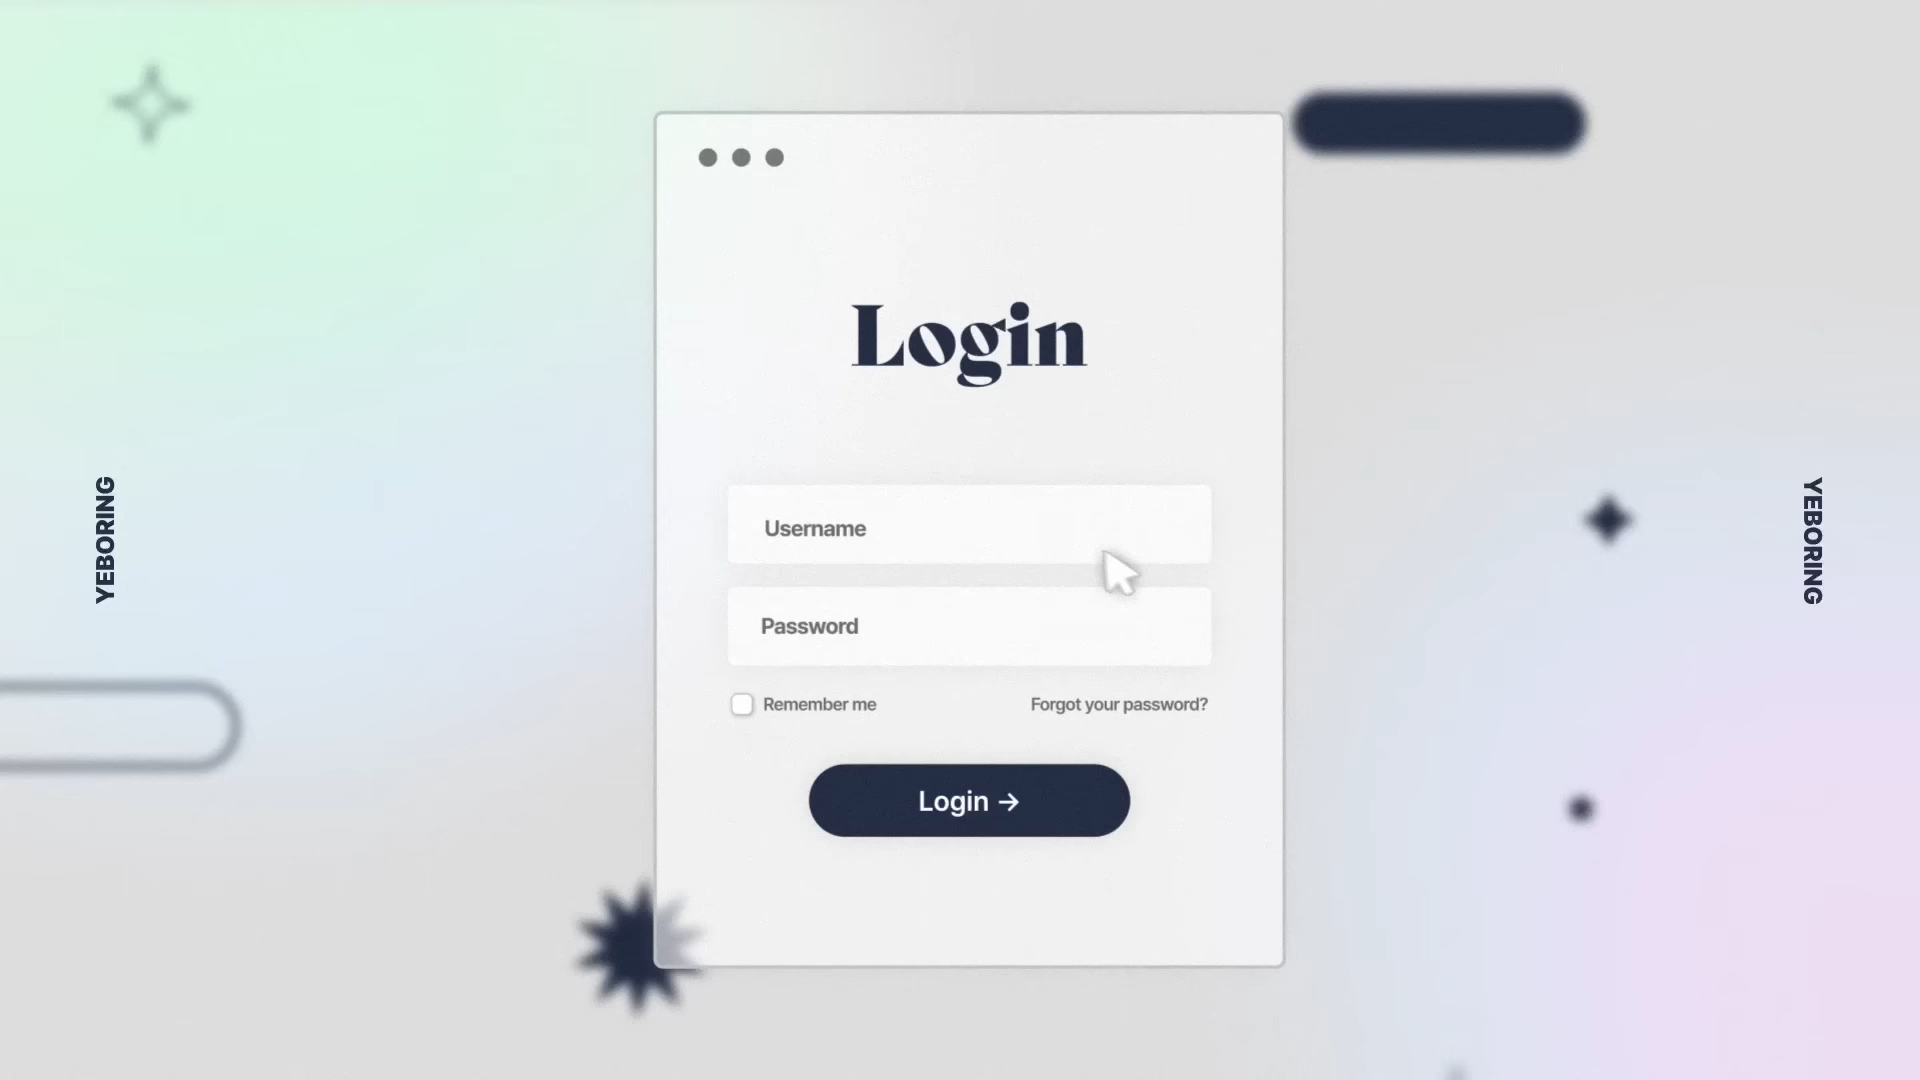 Login
YEBORING
YEBORING
Username
Password
Remember me
Forgot your password?
Login →